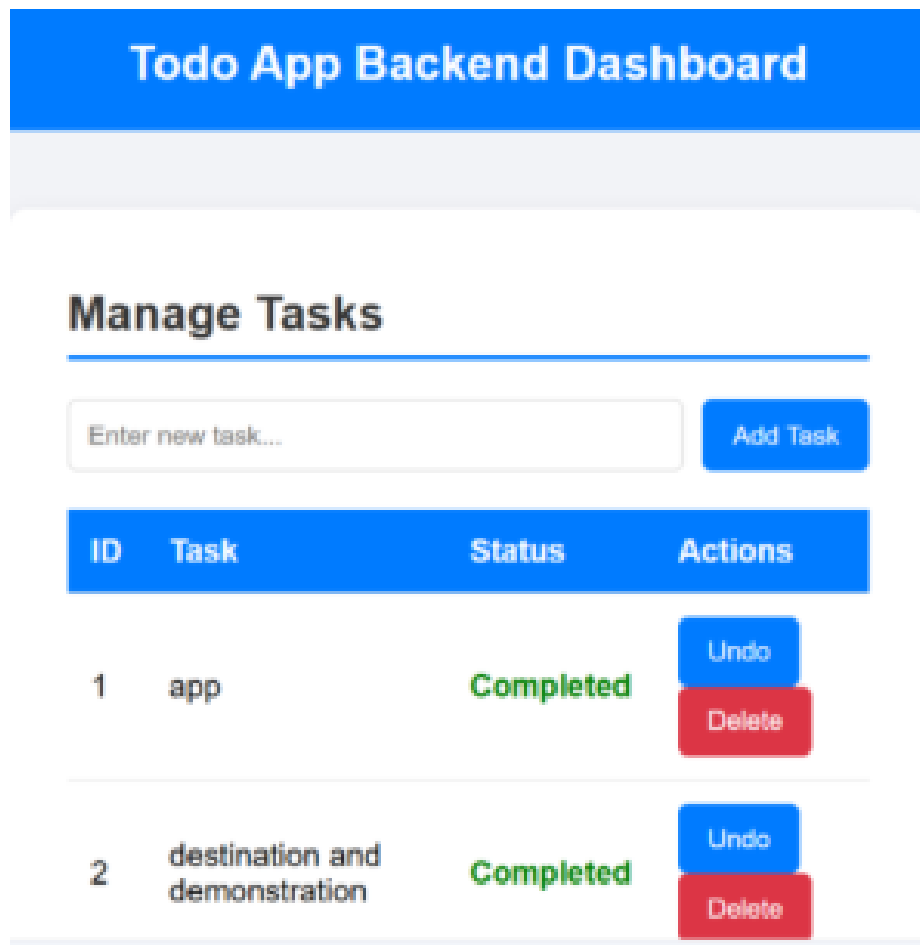 Todo App Backend Dashboard
Manage Tasks
Enter new task...
Add Task
ID Task Status Actions
1 app Completed Undo
Delete
2 destination and
demonstration Completed Undo
Delete